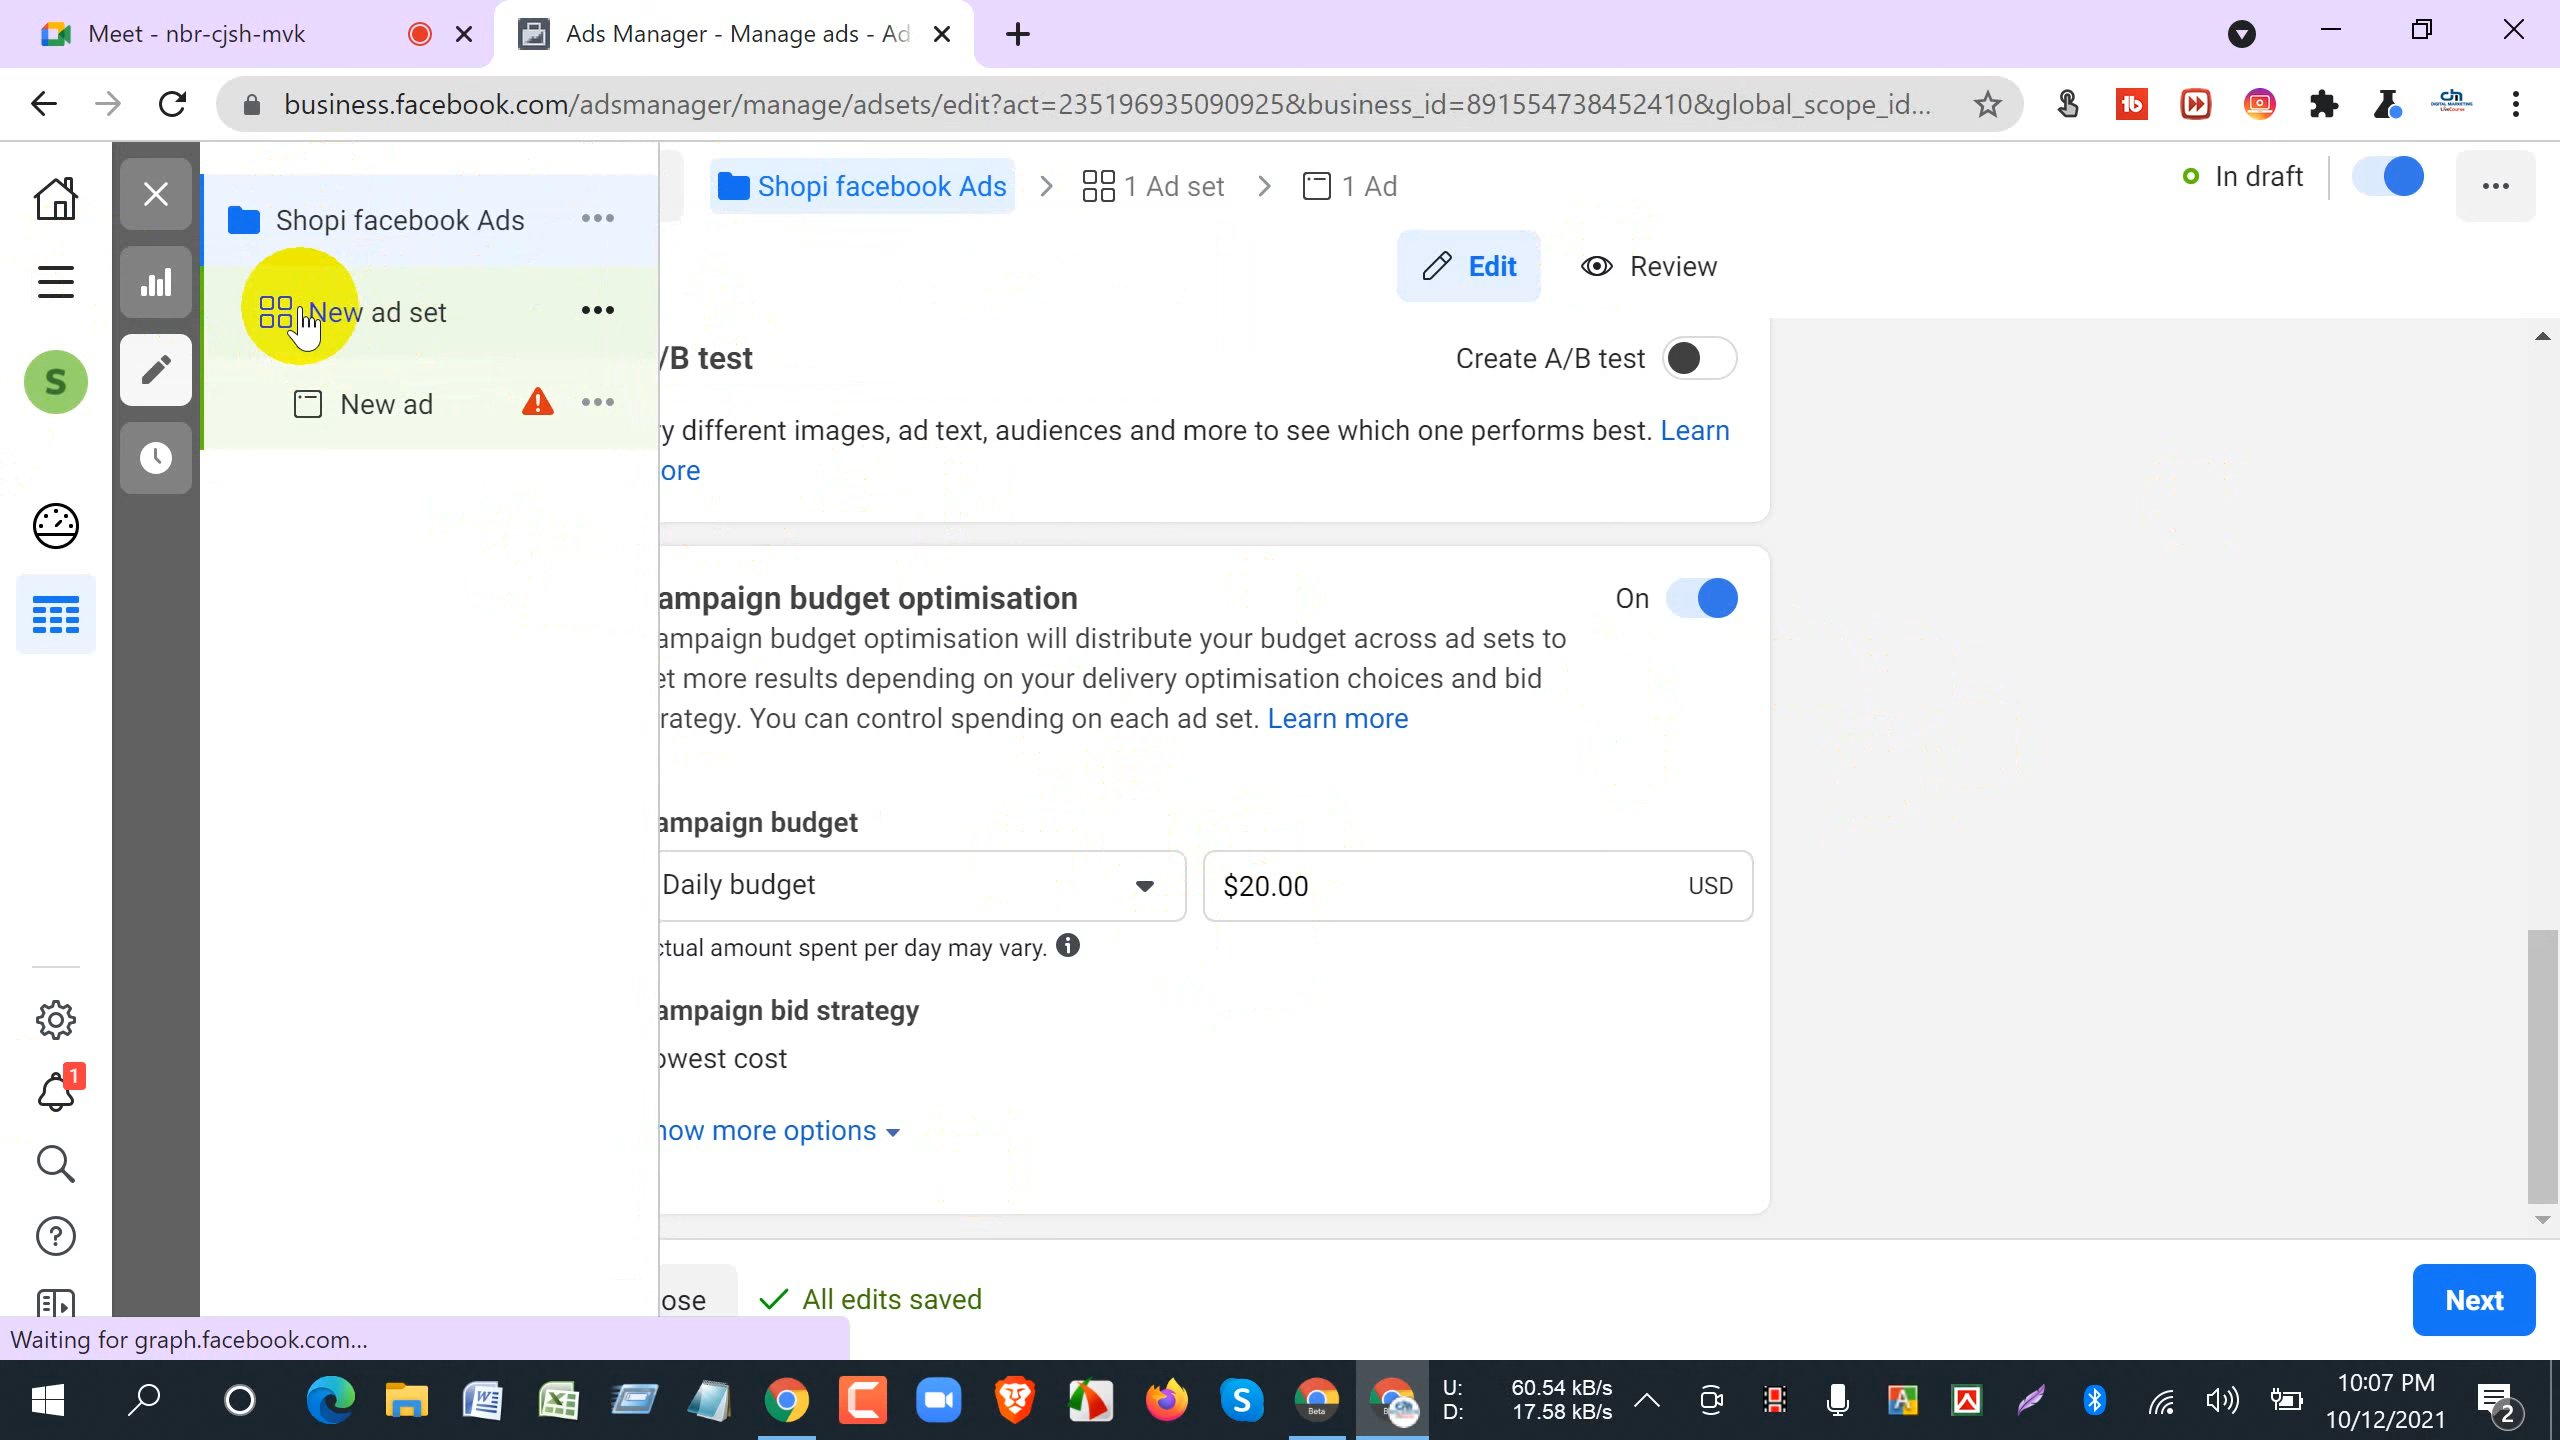 Meet - nbr-cjsh-mvk
Ads Manager - Manage ads - Ad
business.facebook.com/adsmanager/manage/adsets/edit?act=235196935090925&business_id=891554738452410&global_scope_id...
Shopi facebook Ads
New ad set
New ad
S
1
Shopi facebook Ads > 1 Ad set > 1 Ad
In draft
Edit
Review
/B test
Create A/B test
y different images, ad text, audiences and more to see which one performs best. Learn
ore
ampaign budget optimisation
On
ampaign budget optimisation will distribute your budget across ad sets to
et more results depending on your delivery optimisation choices and bid
rategy. You can control spending on each ad set. Learn more
ampaign budget
Daily budget
$20.00 USD
ctual amount spent per day may vary.
ampaign bid strategy
owest cost
how more options
ose
All edits saved
Next
Waiting for graph.facebook.com...
U: 60.54 kB/s
D: 17.58 kB/s
10:07 PM
10/12/2021
2